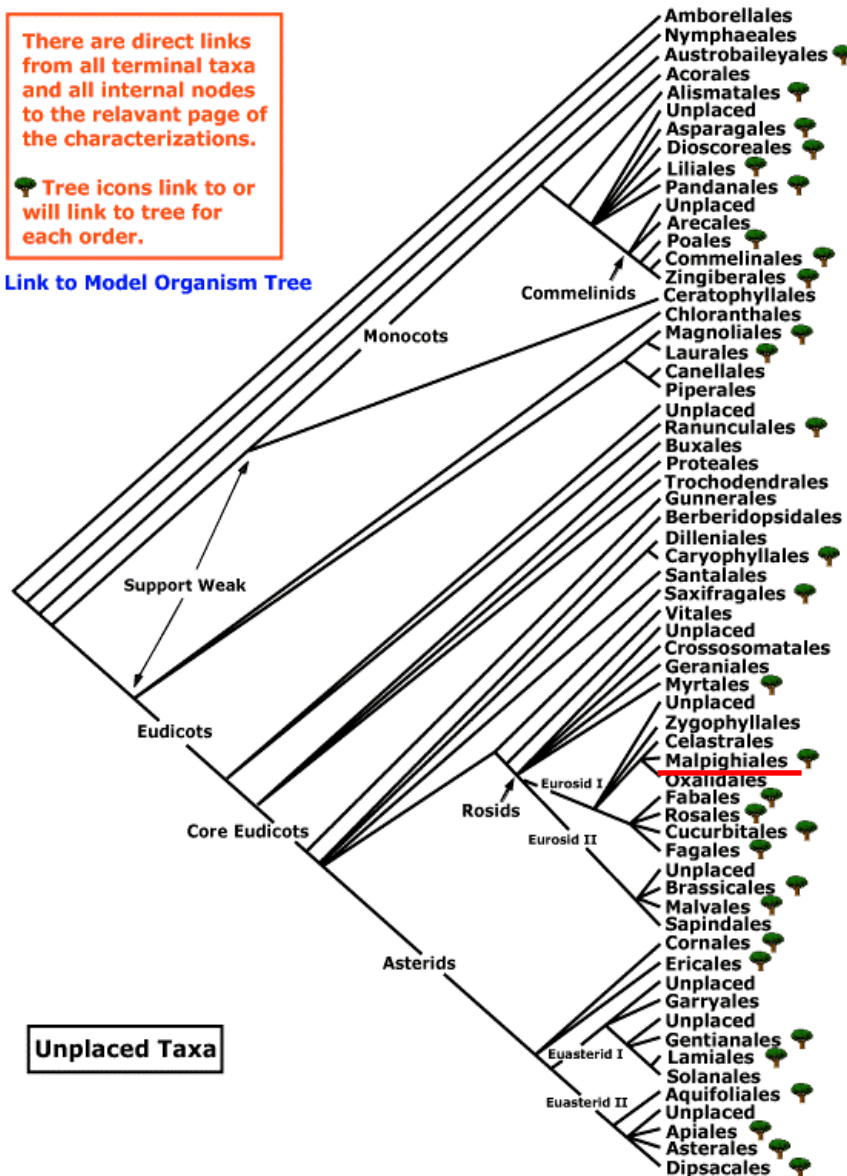 There are direct links
from all terminal taxa
and all internal nodes
to the relavant page of
the characterizations.
Tree icons link to or
will link to tree for
each order.
Link to Model Organism Tree
Amborellales
Nymphaeales
Austrobaileyales
Acorales
Alismatales
Unplaced
Asparagales
Dioscoreales
Liliales
Pandanales
Unplaced
Arecales
Poales
Commelinales
Zingiberales
Commelinids
Ceratophyllales
Chloranthales
Monocots
Magnoliales
Laurales
Canellales
Piperales
Unplaced
Ranunculales
Buxales
Proteales
Trochodendrales
Gunnerales
Berberidopsidales
Dilleniales
Caryophyllales
Support Weak
Santalales
Saxifragales
Vitales
Unplaced
Crossosomatales
Geraniales
Myrtales
Unplaced
Eudicots
Zygophyllales
Celastrales
Malpighiales
Oxalidales
Eurosid I
Fabales
Rosids
Rosales
Core Eudicots
Cucurbitales
Eurosid II
Fagales
Unplaced
Brassicales
Malvales
Sapindales
Cornales
Asterids
Ericales
Unplaced
Garryales
Unplaced
Gentianales
Unplaced Taxa
Euasterid I
Lamiales
Solanales
Aquifoliales
Euasterid II
Unplaced
Apiales
Asterales
Dipsacales